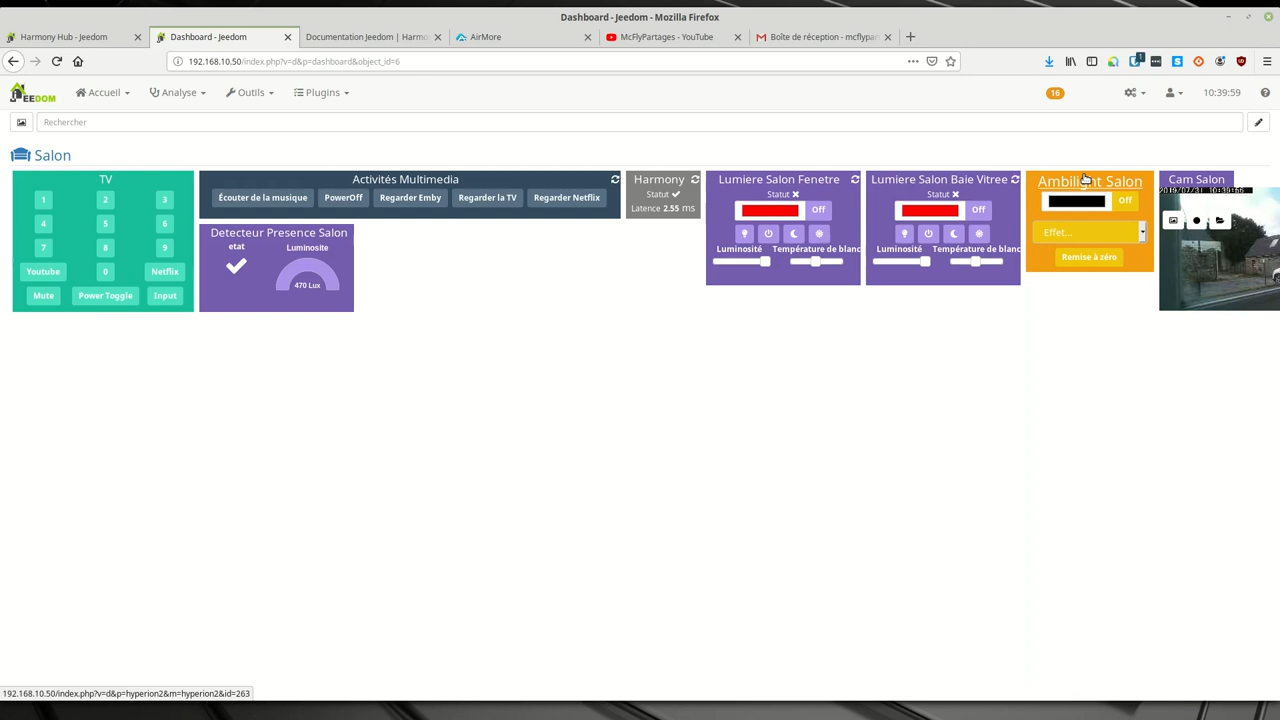 Dashboard - Jeedom - Mozilla Firefox
Harmony Hub - Jeedom
Dashboard - Jeedom
Documentation Jeedom | Harmo
AirMore
McFlyPartages - YouTube
Boîte de réception - mcflypar
192.168.10.50/index.php?v=d&p=dashboard&object_id=6
1
JEEDOM
Accueil
Analyse
Outils
Plugins
16
10:39:59
Rechercher
Salon
TV
1 2 3
4 5 6
7 8 9
Youtube 0 Netflix
Mute Power Toggle Input
Activités Multimedia
Écouter de la musique PowerOff Regarder Emby Regarder la TV Regarder Netflix
Detecteur Presence Salon
etat Luminosite
470 Lux
Harmony
Statut
Latence 2.55 ms
Lumiere Salon Fenetre
Statut
Off
Luminosité Température de blanc
Lumiere Salon Baie Vitree
Statut
Off
Luminosité Température de blanc
Ambilight Salon
Off
Effet...
Remise à zéro
Cam Salon
192.168.10.50/index.php?v=d&p=hyperion2&m=hyperion2&id=263